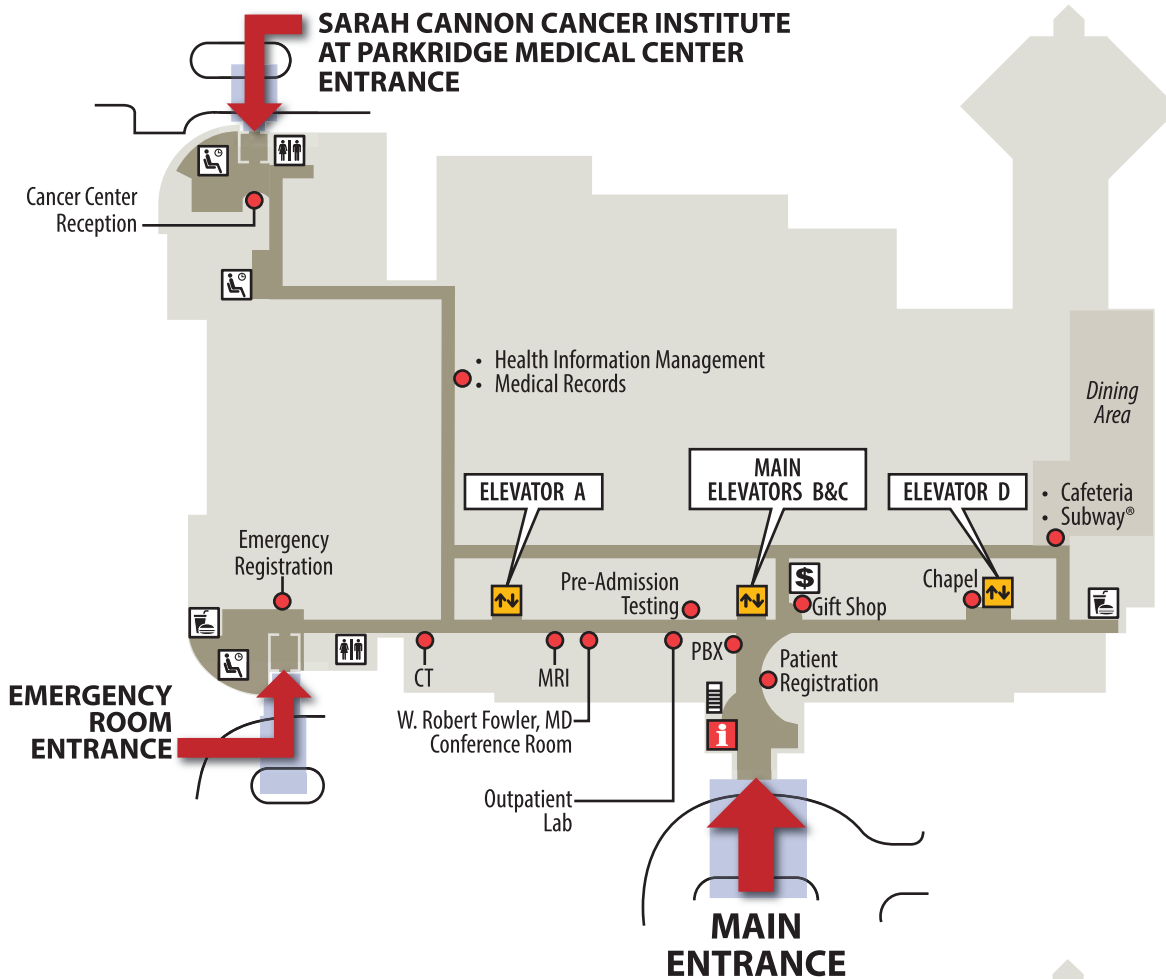 SARAH CANNON CANCER INSTITUTE
AT PARKRIDGE MEDICAL CENTER
ENTRANCE
Cancer Center
Reception
• Health Information Management
• Medical Records
Dining
Area
ELEVATOR A
MAIN
ELEVATORS B&C
ELEVATOR D
• Cafeteria
• Subway®
Emergency
Registration
Pre-Admission
Testing
$
Gift Shop
Chapel
CT
MRI
PBX
Patient
Registration
EMERGENCY
ROOM
ENTRANCE
W. Robert Fowler, MD
Conference Room
i
Outpatient
Lab
MAIN
ENTRANCE